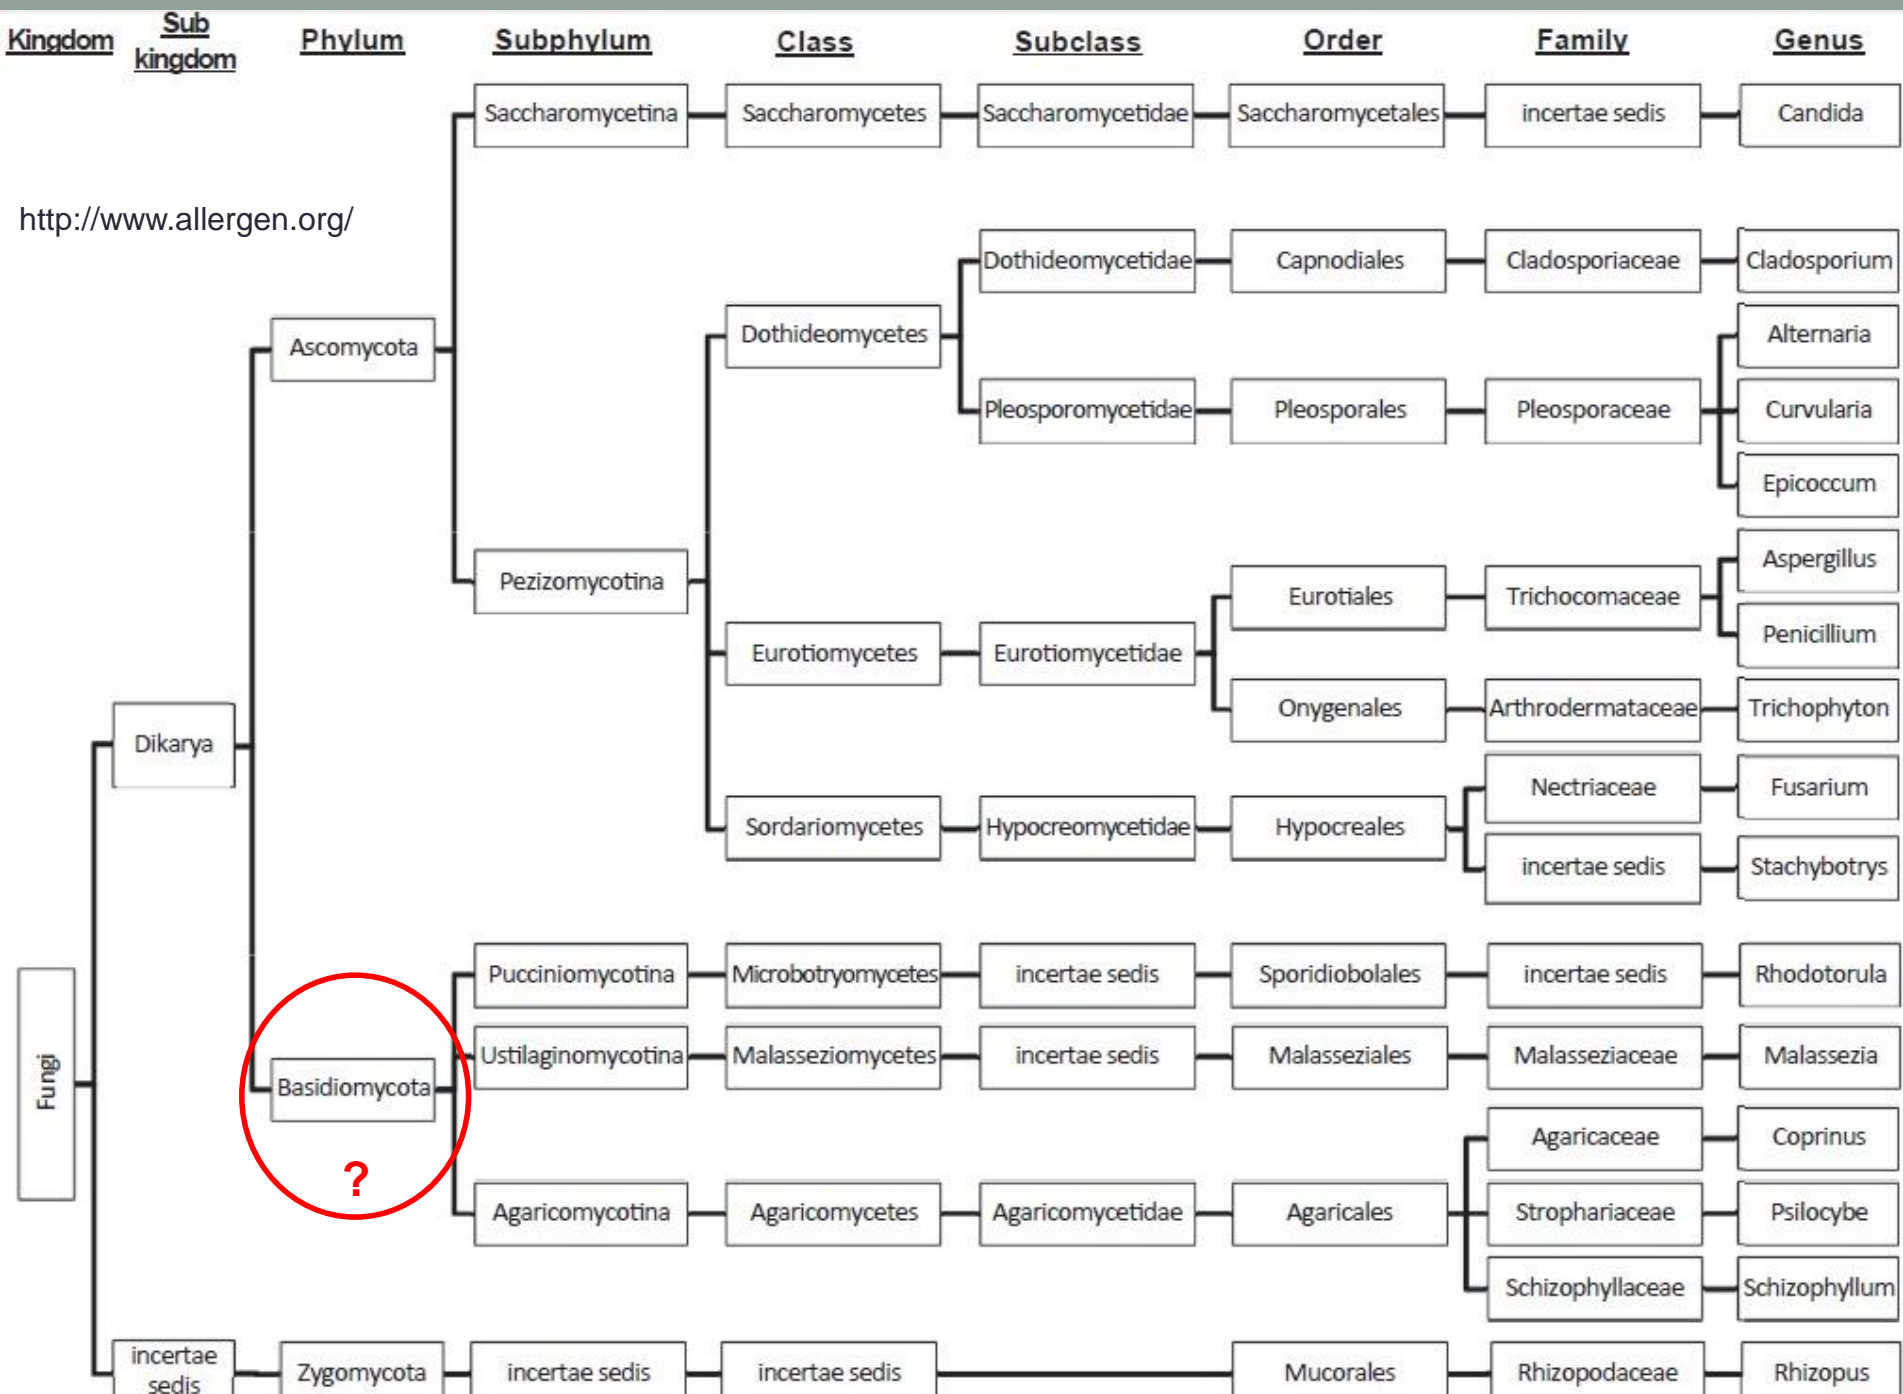 Kingdom
Sub
kingdom
Phylum
Subphylum
Class
Subclass
Order
Family
Genus
Saccharomycetina
Saccharomycetes
Saccharomycetidae
Saccharomycetales
incertae sedis
Candida
http://www.allergen.org/
Dothideomycetidae
Capnodiales
Cladosporiaceae
Cladosporium
Ascomycota
Dothideomycetes
Alternaria
Pleosporomycetidae
Pleosporales
Pleosporaceae
Curvularia
Epicoccum
Pezizomycotina
Aspergillus
Eurotiales
Trichocomaceae
Penicillium
Eurotiomycetes
Eurotiomycetidae
Onygenales
Arthrodermataceae
Trichophyton
Dikarya
Nectriaceae
Fusarium
Sordariomycetes
Hypocreomycetidae
Hypocreales
incertae sedis
Stachybotrys
Pucciniomycotina
Microbotryomycetes
incertae sedis
Sporidiobolales
incertae sedis
Rhodotorula
Ustilaginomycotina
Malasseziomycetes
incertae sedis
Malasseziales
Malasseziaceae
Malassezia
Fungi
Basidiomycota
?
Agaricaceae
Coprinus
Agaricomycotina
Agaricomycetes
Agaricomycetidae
Agaricales
Strophariaceae
Psilocybe
Schizophyllaceae
Schizophyllum
incertae
sedis
Zygomycota
incertae sedis
incertae sedis
Mucorales
Rhizopodaceae
Rhizopus